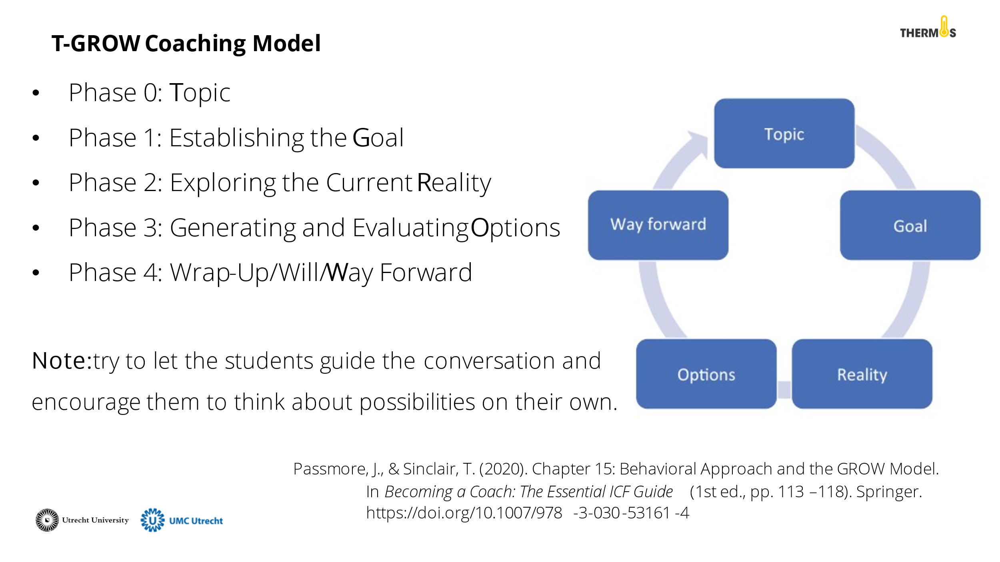 T-GROW Coaching Model
THERMOS
• Phase 0: Topic
• Phase 1: Establishing the Goal
• Phase 2: Exploring the Current Reality
• Phase 3: Generating and Evaluating Options
• Phase 4: Wrap-Up/Will/Way Forward
Note: try to let the students guide the conversation and
encourage them to think about possibilities on their own.
Topic
Goal
Reality
Options
Way forward
Passmore, J., & Sinclair, T. (2020). Chapter 15: Behavioral Approach and the GROW Model.
In Becoming a Coach: The Essential ICF Guide (1st ed., pp. 113 –118). Springer.
https://doi.org/10.1007/978 -3-030-53161 -4
Utrecht University
UMC Utrecht